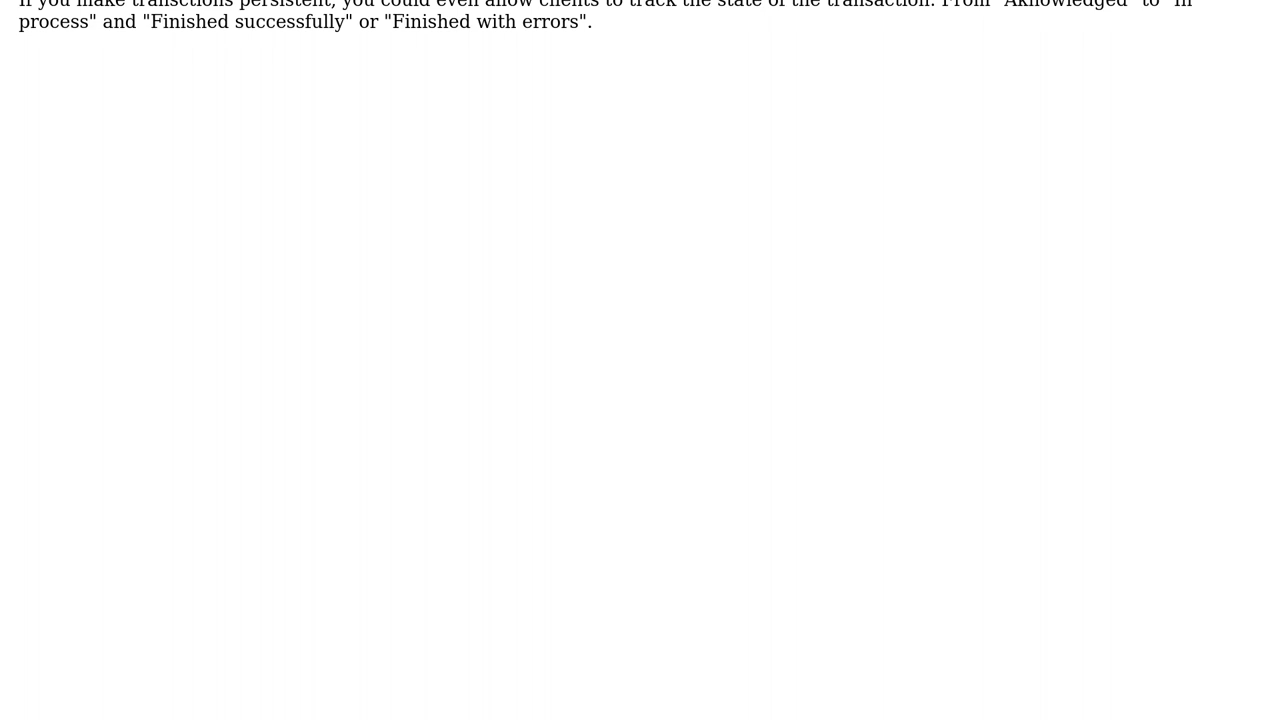 If you make transctions persistent, you could even allow clients to track the state of the transaction. From "Aknowledged" to "In
process" and "Finished successfully" or "Finished with errors".